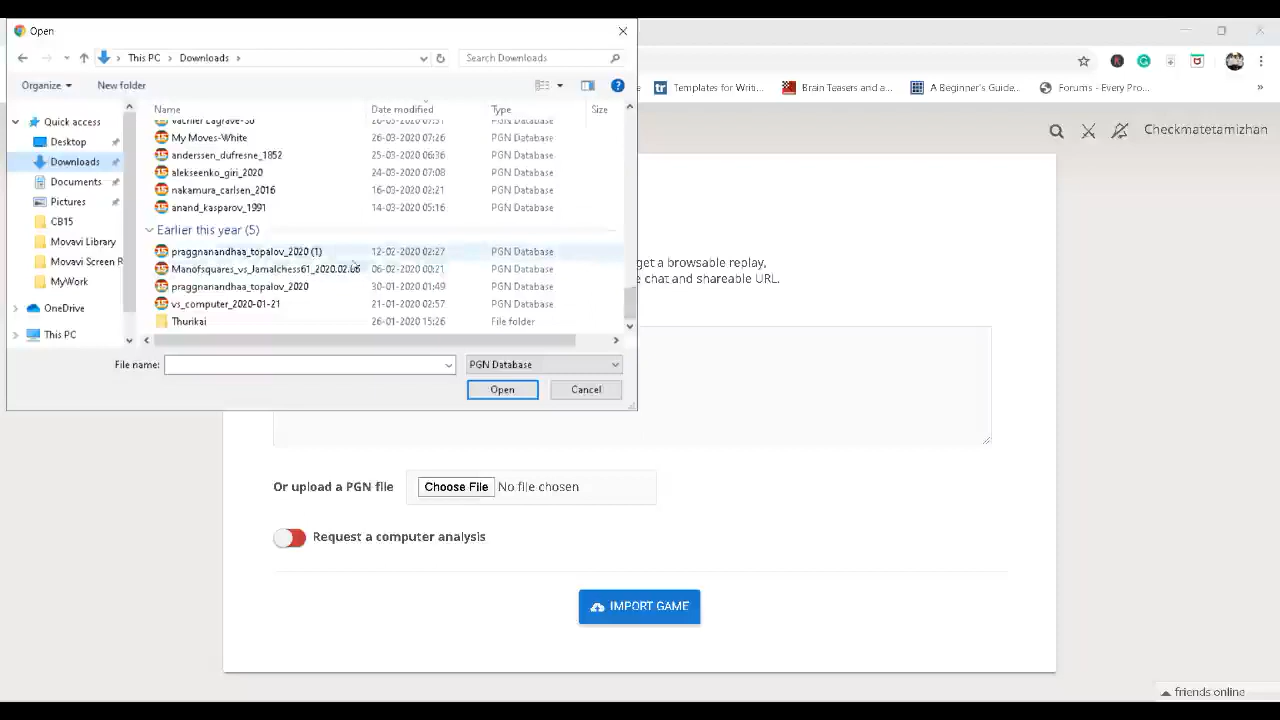 Open
This PC > Downloads >
Search Downloads
Organize
New folder
Templates for Writi...
Brain Teasers and a...
A Beginner's Guide...
Forums - Every Pro...
»
Name Date modified Type Size
Quick access
Desktop
Downloads
Documents
Pictures
CB15
Movavi Library
Movavi Screen R
MyWork
OneDrive
This PC
My Moves-White 26-03-2020 07:26 PGN Database
anderssen_dufresne_1852 25-03-2020 06:36 PGN Database
alekseenko_giri_2020 24-03-2020 07:08 PGN Database
nakamura_carlsen_2016 16-03-2020 02:21 PGN Database
anand_kasparov_1991 14-03-2020 05:16 PGN Database
Earlier this year (5)
praggnanandhaa_topalov_2020 (1) 12-02-2020 02:27 PGN Database
Manofsquares_vs_Jamalchess61_2020.02.06 06-02-2020 00:21 PGN Database
praggnanandhaa_topalov_2020 30-01-2020 01:49 PGN Database
vs_computer_2020-01-21 21-01-2020 02:57 PGN Database
Thurikai 26-01-2020 15:26 File folder
File name:
PGN Database
Open
Cancel
Checkmatetamizhan
get a browsable replay,
e chat and shareable URL.
Or upload a PGN file
Choose File No file chosen
Request a computer analysis
IMPORT GAME
friends online